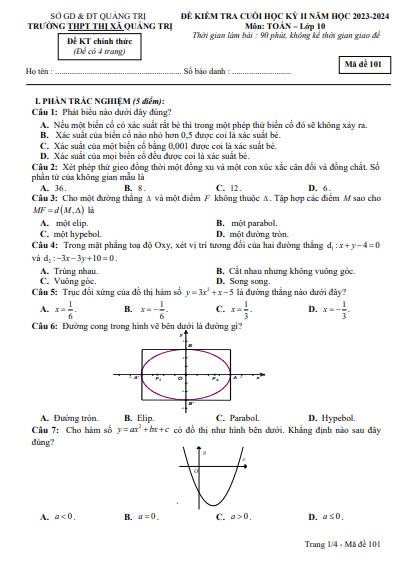 SỞ GD & ĐT QUẢNG TRỊ
ĐỀ KIỂM TRA CUỐI HỌC KỲ II NĂM HỌC 2023-2024
TRƯỜNG THPT THỊ XÃ QUẢNG TRỊ
Môn: TOÁN – Lớp 10
Thời gian làm bài : 90 phút, không kể thời gian giao đề
Đề KT chính thức
(Đề có 4 trang)
Mã đề 101
Họ tên : ............................................ Số báo danh : ....................
I. PHẦN TRẮC NGHIỆM (5 điểm):
Câu 1: Phát biểu nào dưới đây đúng?
A. Nếu một biến cố có xác suất rất bé thì trong một phép thử biến cố đó sẽ không xảy ra.
B. Xác suất của biến cố nào nhỏ hơn 0,5 được coi là xác suất bé.
C. Xác suất của một biến cố bằng 0,001 được coi là xác suất bé.
D. Xác suất của mọi biến cố đều được coi là xác suất bé.
Câu 2: Xét phép thử gieo đồng thời một đồng xu và một con xúc xắc cân đối và đồng chất. Số
phần tử của không gian mẫu là
A. 36. B. 8. C. 12. D. 6.
Câu 3: Cho một đường thẳng Δ và một điểm F không thuộc Δ. Tập hợp các điểm M sao cho
MF = d(M,Δ) là
A. một elip. B. một parabol.
C. một hypebol. D. một đường tròn.
Câu 4: Trong mặt phẳng toạ độ Oxy, xét vị trí tương đối của hai đường thẳng d₁: x + y − 4 = 0
và d₂: −3x − 3y + 10 = 0.
A. Trùng nhau. B. Cắt nhau nhưng không vuông góc.
C. Vuông góc. D. Song song.
Câu 5: Trục đối xứng của đồ thị hàm số y = 3x² + x − 5 là đường thẳng nào dưới đây?
A. x = 1/6. B. x = −1/6. C. x = 1/3. D. x = −1/3.
Câu 6: Đường cong trong hình vẽ bên dưới là đường gì?
y
B
A' F₁ O F₂ A x
B'
A. Đường tròn. B. Elip. C. Parabol. D. Hypebol.
Câu 7: Cho hàm số y = ax² + bx + c có đồ thị như hình bên dưới. Khẳng định nào sau đây
đúng?
O
A. a < 0. B. a = 0. C. a > 0. D. a ≤ 0.
Trang 1/4 - Mã đề 101